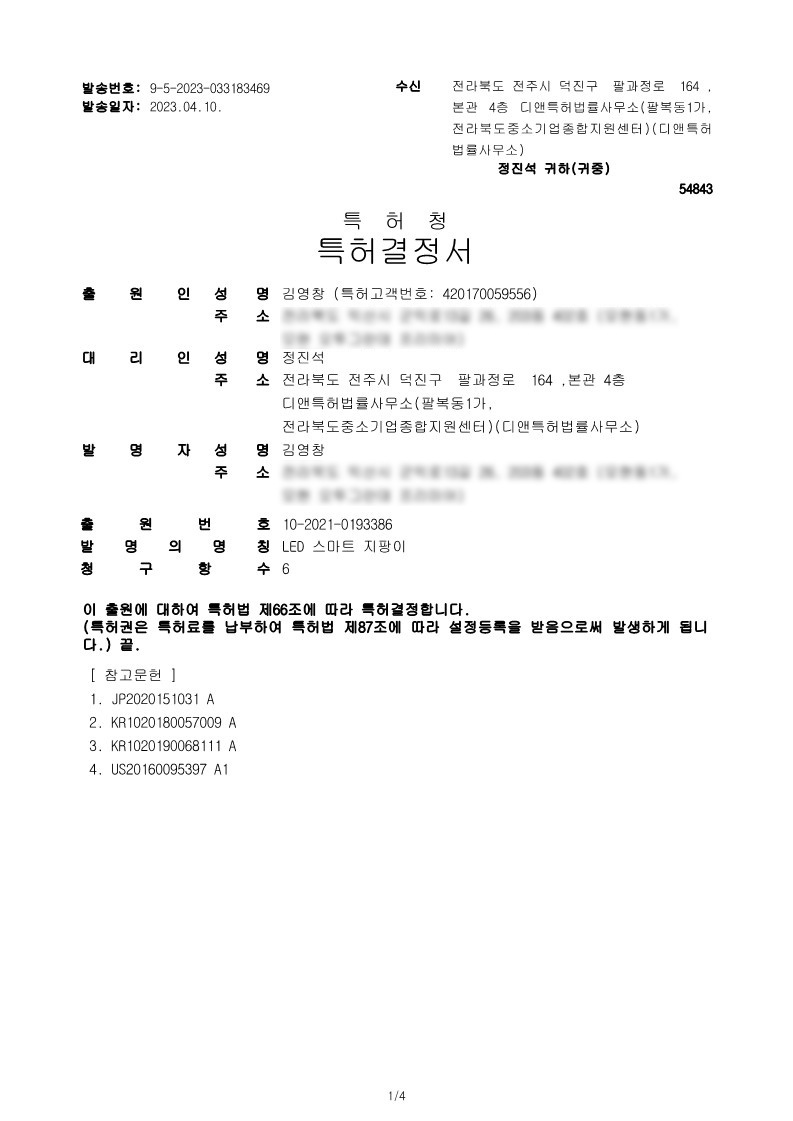 발송번호: 9-5-2023-033183469
발송일자: 2023.04.10.
수신 전라북도 전주시 덕진구 팔과정로 164 ,
본관 4층 디앤특허법률사무소(팔복동1가,
전라북도중소기업종합지원센터)(디앤특허
법률사무소)
정진석 귀하(귀중)
54843
특 허 청
특허결정서
출 원 인 성 명 김영창 (특허고객번호: 420170059556)
주 소
대 리 인 성 명 정진석
주 소 전라북도 전주시 덕진구 팔과정로 164 ,본관 4층
디앤특허법률사무소(팔복동1가,
전라북도중소기업종합지원센터)(디앤특허법률사무소)
발 명 자 성 명 김영창
주 소
출 원 번 호 10-2021-0193386
발 명 의 명 칭 LED 스마트 지팡이
청 구 항 수 6
이 출원에 대하여 특허법 제66조에 따라 특허결정합니다.
(특허권은 특허료를 납부하여 특허법 제87조에 따라 설정등록을 받음으로써 발생하게 됩니
다.) 끝.
[ 참고문헌 ]
1. JP2020151031 A
2. KR1020180057009 A
3. KR1020190068111 A
4. US20160095397 A1
1/4